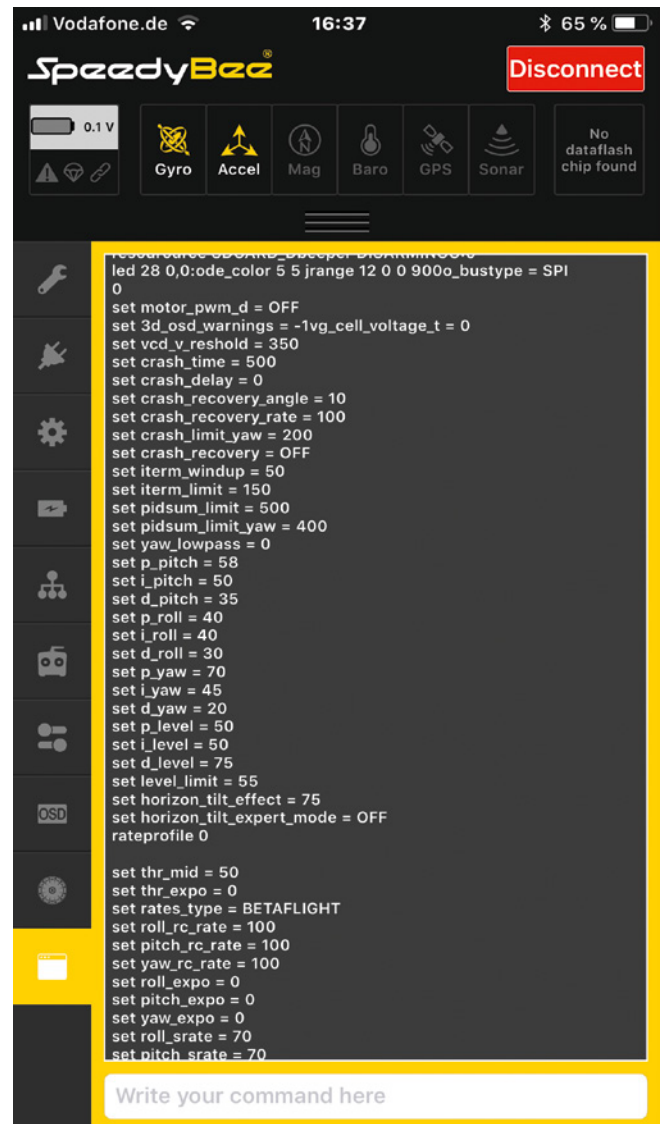 Vodafone.de 16:37 65 %
SpeedyBee®
Disconnect
0.1 V
Gyro Accel Mag Baro GPS Sonar
No
dataflash
chip found
led 28 0,0:ode_color 5 5 jrange 12 0 0 900o_bustype = SPI
0
set motor_pwm_d = OFF
set 3d_osd_warnings = -1vg_cell_voltage_t = 0
set vcd_v_reshold = 350
set crash_time = 500
set crash_delay = 0
set crash_recovery_angle = 10
set crash_recovery_rate = 100
set crash_limit_yaw = 200
set crash_recovery = OFF
set iterm_windup = 50
set iterm_limit = 150
set pidsum_limit = 500
set pidsum_limit_yaw = 400
set yaw_lowpass = 0
set p_pitch = 58
set i_pitch = 50
set d_pitch = 35
set p_roll = 40
set i_roll = 40
set d_roll = 30
set p_yaw = 70
set i_yaw = 45
set d_yaw = 20
set p_level = 50
set i_level = 50
set d_level = 75
set level_limit = 55
set horizon_tilt_effect = 75
set horizon_tilt_expert_mode = OFF
rateprofile 0
set thr_mid = 50
set thr_expo = 0
set rates_type = BETAFLIGHT
set roll_rc_rate = 100
set pitch_rc_rate = 100
set yaw_rc_rate = 100
set roll_expo = 0
set pitch_expo = 0
set yaw_expo = 0
set roll_srate = 70
set pitch_srate = 70
OSD
Write your command here